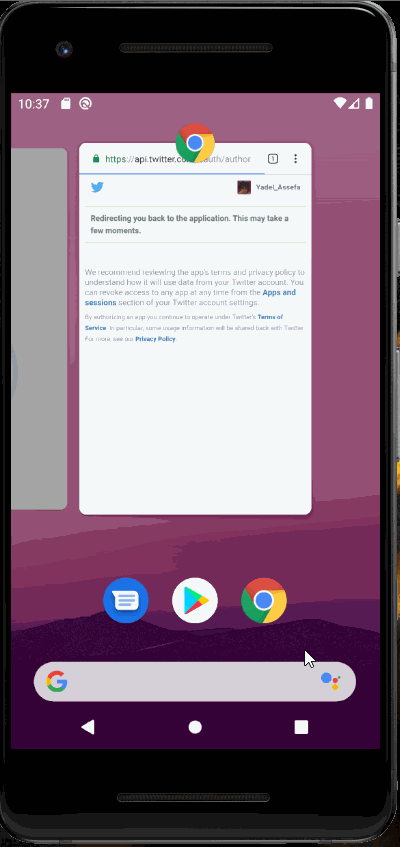 10:37
https://api.twitter.co
auth/author
1
Yadei_Assefa
Redirecting you back to the application. This may take a
few moments.
We recommend reviewing the app's terms and privacy policy to
understand how it will use data from your Twitter account. You
can revoke access to any app at any time from the Apps and
sessions section of your Twitter account settings.
By authorizing an app you continue to operate under Twitter's Terms of
Service. In particular, some usage information will be shared back with Twitter.
For more, see our Privacy Policy.